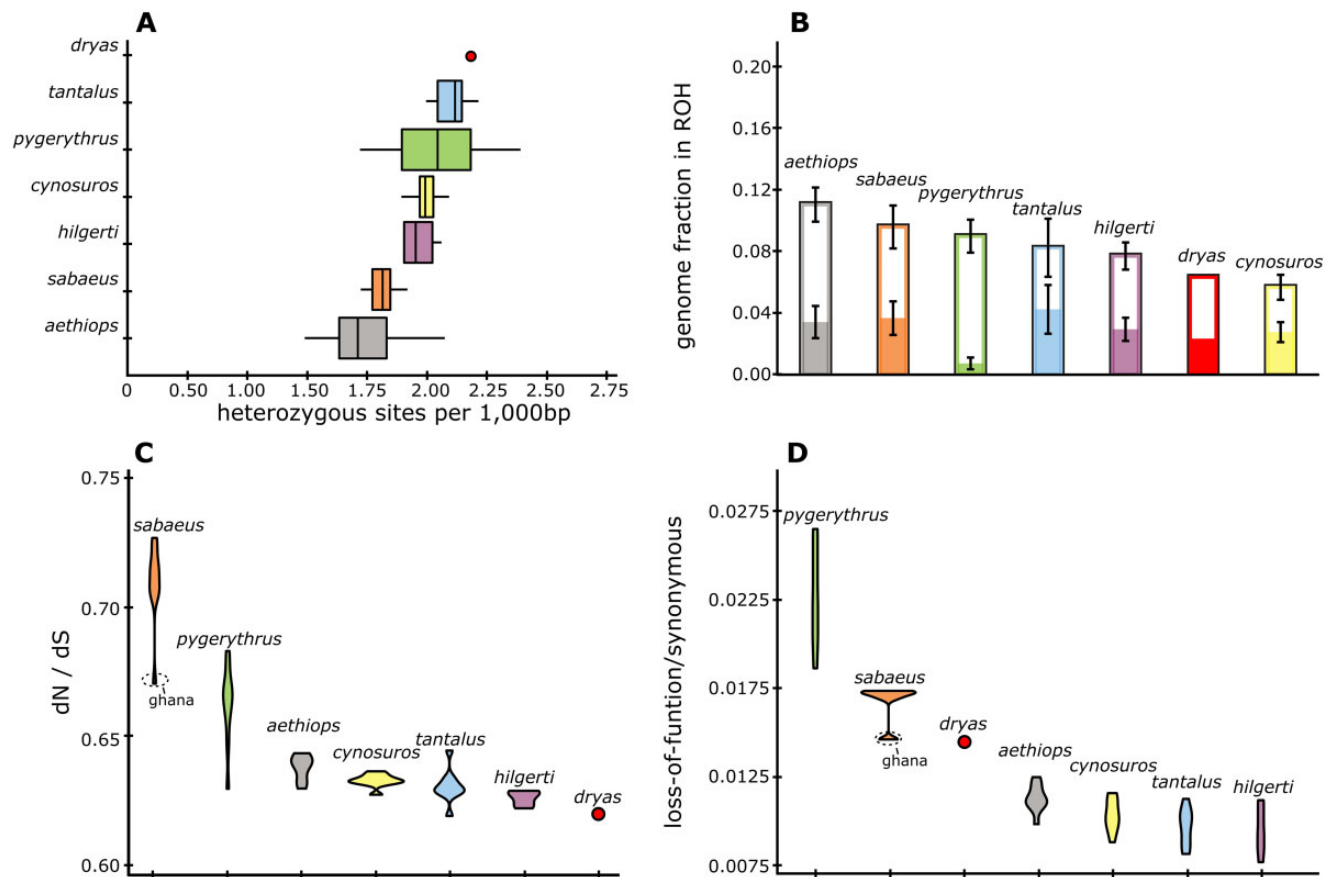 A
dryas
tantalus
pygerythrus
cynosuros
hilgerti
sabaeus
aethiops
0 0.50 1.00 1.50 1.75 2.00 2.25 2.50 2.75
heterozygous sites per 1,000bp
B
genome fraction in ROH
0.20
0.16
0.12
0.08
0.04
0.00
aethiops
sabaeus
pygerythrus
tantalus
hilgerti
dryas
cynosuros
C
dN / dS
0.75
0.70
0.65
0.60
sabaeus
ghana
pygerythrus
aethiops
cynosuros
tantalus
hilgerti
dryas
D
loss-of-funtion/synonymous
0.0275
0.0225
0.0175
0.0125
0.0075
pygerythrus
sabaeus
ghana
dryas
aethiops
cynosuros
tantalus
hilgerti